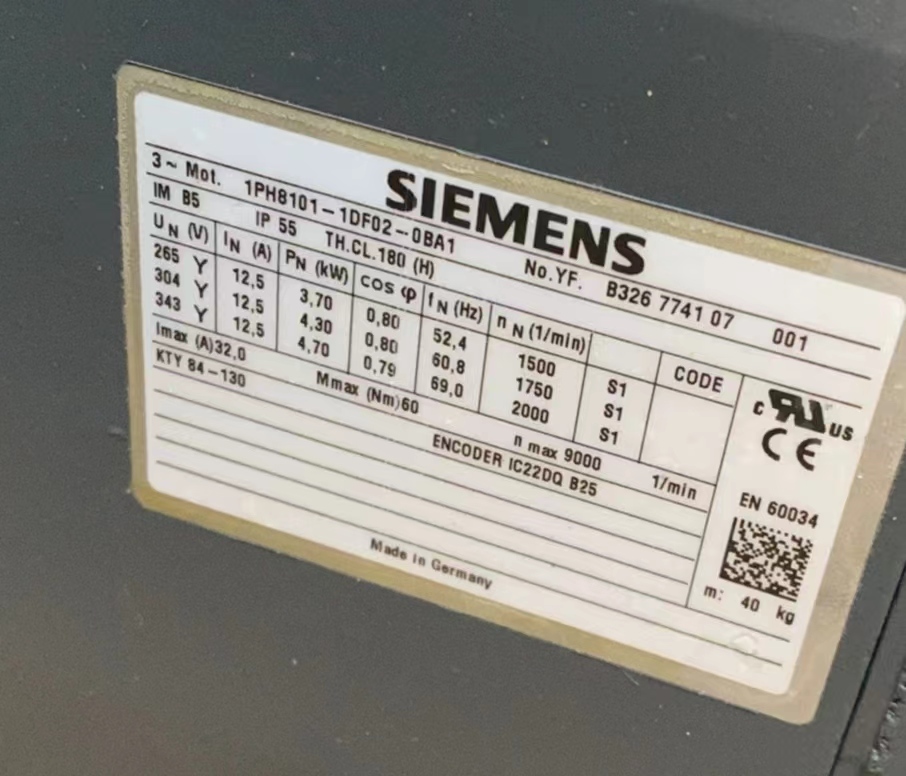 SIEMENS
3~ Mot. 1PH8101-1DF02-0BA1 No.YF. B326 7741 07 001
IM B5 IP 55 TH.CL.180 (H)
UN (V) IN (A) PN (kW) cos φ fN (Hz) nN (1/min) CODE
265 Y 12,5 3,70 0,80 52,4 1500 S1
304 Y 12,5 4,30 0,80 60,8 1750 S1
343 Y 12,5 4,70 0,79 69,0 2000 S1
Imax (A)32,0 Mmax (Nm)60 n max 9000 1/min
KTY 84-130 ENCODER IC22DQ B25
c RU US
CE
EN 60034
m: 40 kg
Made in Germany